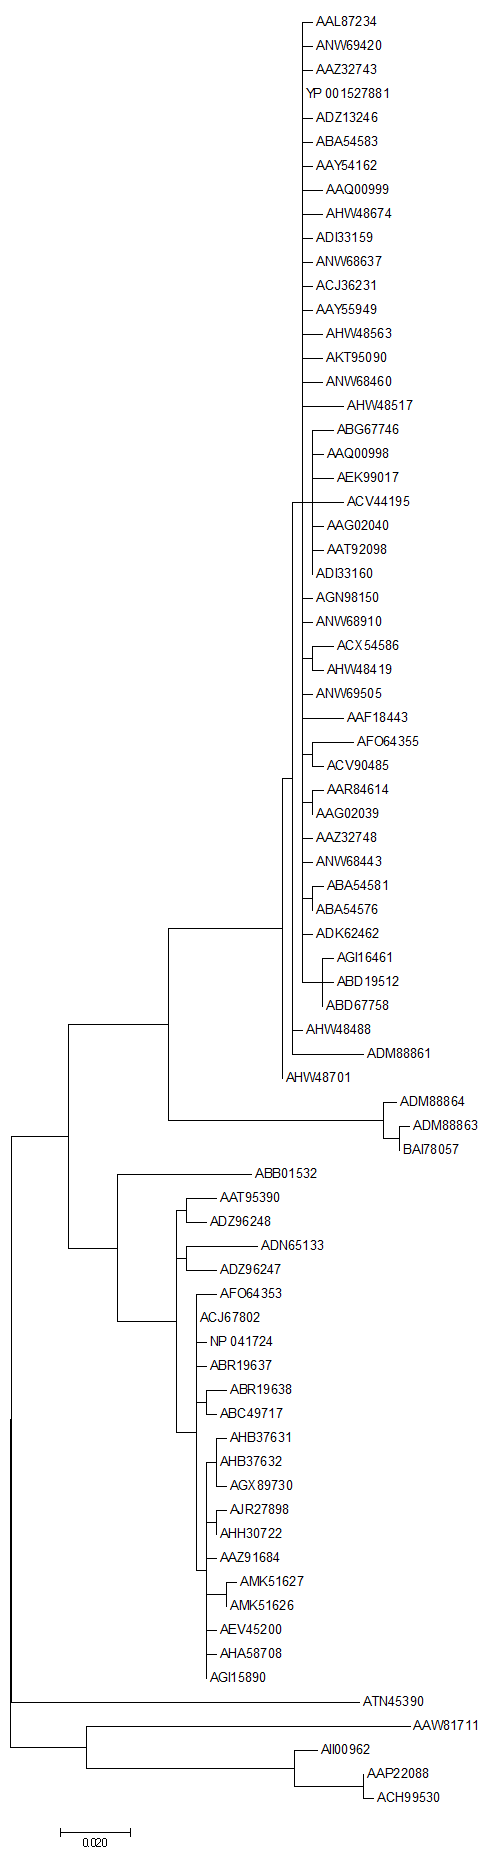 AAL87234
ANW69420
AAZ32743
YP 001527881
ADZ13246
ABA54583
AAY54162
AAQ00999
AHW48674
ADI33159
ANW68637
ACJ36231
AAY55949
AHW48563
AKT95090
ANW68460
AHW48517
ABG67746
AAQ00998
AEK99017
ACV44195
AAG02040
AAT92098
ADI33160
AGN98150
ANW68910
ACX54586
AHW48419
ANW69505
AAF18443
AFO64355
ACV90485
AAR84614
AAG02039
AAZ32748
ANW68443
ABA54581
ABA54576
ADK62462
AGI16461
ABD19512
ABD67758
AHW48488
ADM88861
AHW48701
ADM88864
ADM88863
BAI78057
ABB01532
AAT95390
ADZ96248
ADN65133
ADZ96247
AFO64353
ACJ67802
NP 041724
ABR19637
ABR19638
ABC49717
AHB37631
AHB37632
AGX89730
AJR27898
AHH30722
AAZ91684
AMK51627
AMK51626
AEV45200
AHA58708
AGI15890
ATN45390
AAW81711
AII00962
AAP22088
ACH99530
0.020